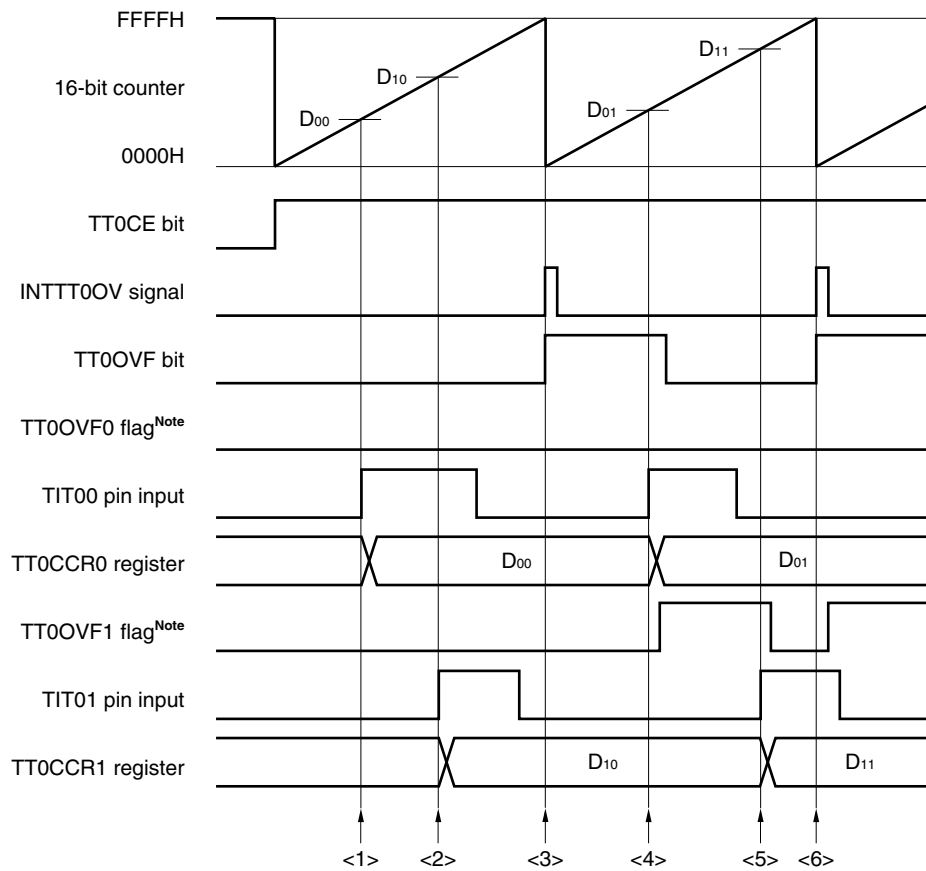 FFFFH
D11
D10
16-bit counter
D01
D00
0000H
TT0CE bit
INTTT0OV signal
TT0OVF bit
TT0OVF0 flagNote
TIT00 pin input
TT0CCR0 register
D00
D01
TT0OVF1 flagNote
TIT01 pin input
TT0CCR1 register
D10
D11
<1> <2> <3> <4> <5> <6>